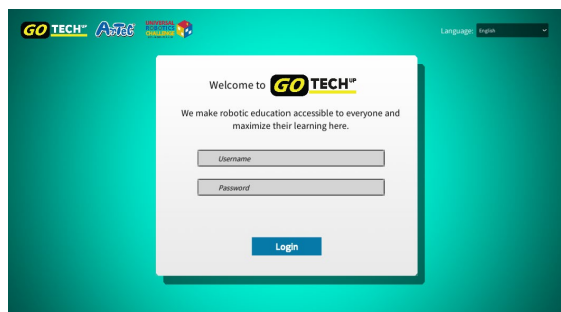 GO TECH UP
ArTeC
UNIVERSAL
ROBOTICS
CHALLENGE
Language: English
Welcome to GO TECH UP
We make robotic education accessible to everyone and
maximize their learning here.
Username
Password
Login